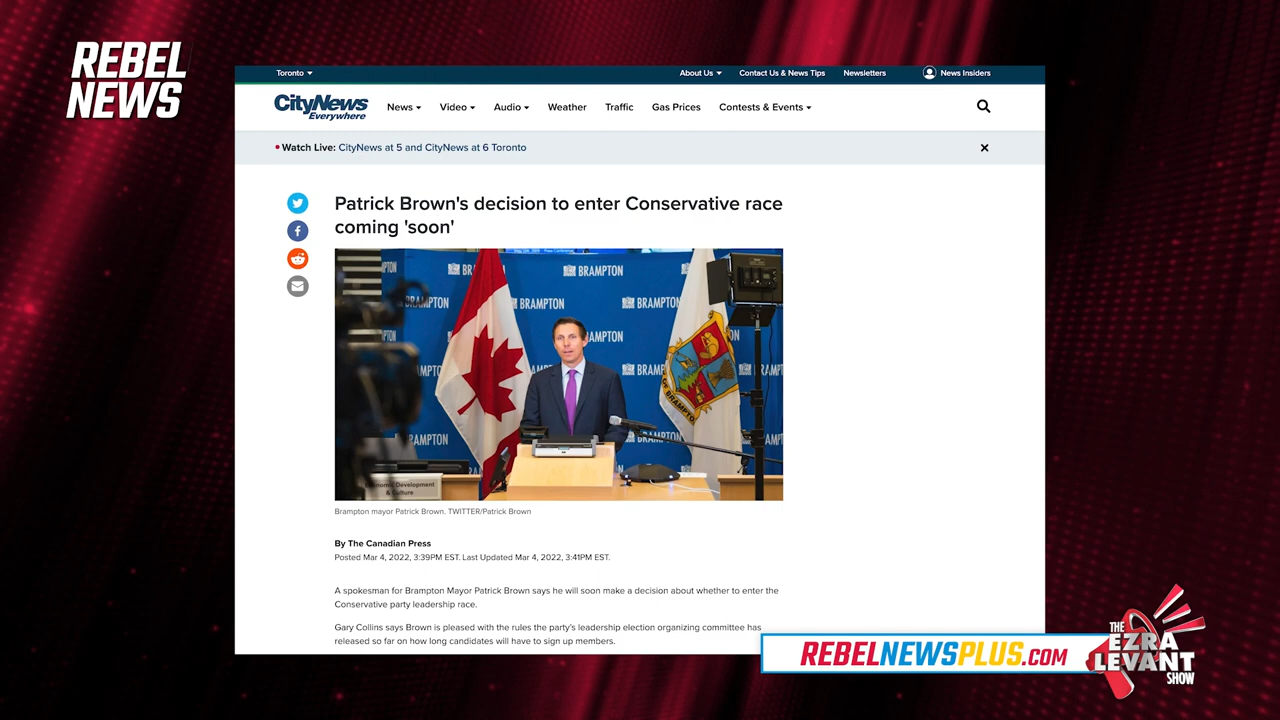 REBEL
NEWS
Toronto
About Us
Contact Us & News Tips
Newsletters
News Insiders
CityNews
Everywhere
News
Video
Audio
Weather
Traffic
Gas Prices
Contests & Events
Watch Live: CityNews at 5 and CityNews at 6 Toronto
Patrick Brown's decision to enter Conservative race
coming 'soon'
BRAMPTON
BRAMPTON
BRAMPTON
BRAMPTON
BRAMPTON
BRAMPTON
BRAMPTON
BRAMPTON
Economic Development
& Culture
Brampton mayor Patrick Brown. TWITTER/Patrick Brown
By The Canadian Press
Posted Mar 4, 2022, 3:39PM EST. Last Updated Mar 4, 2022, 3:41PM EST.
A spokesman for Brampton Mayor Patrick Brown says he will soon make a decision about whether to enter the
Conservative party leadership race.
Gary Collins says Brown is pleased with the rules the party's leadership election organizing committee has
released so far on how long candidates will have to sign up members.
REBELNEWSPLUS.COM
THE
EZRA
LEVANT
SHOW